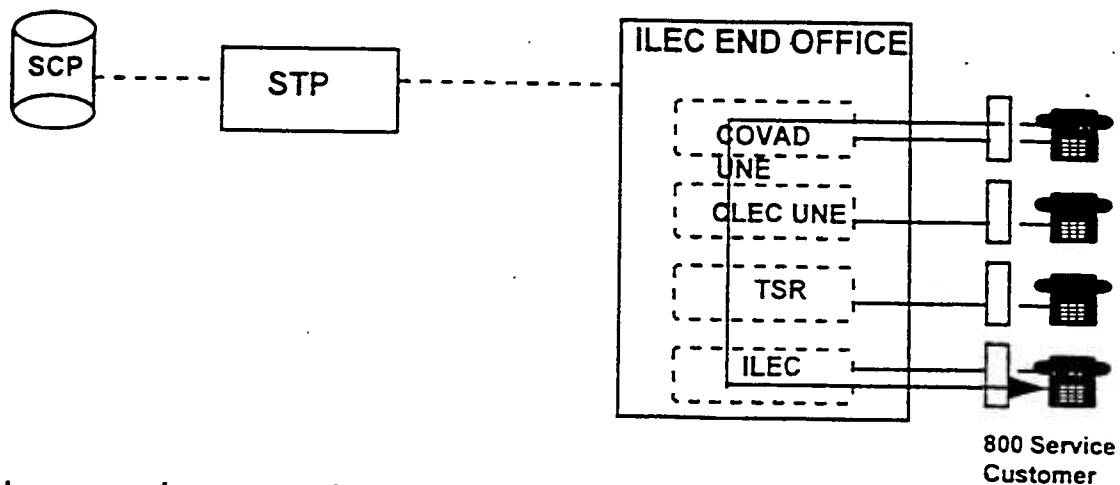 ILEC END OFFICE
SCP
STP
COVAD
UNE
CLEC UNE
TSR
ILEC
800 Service
Customer